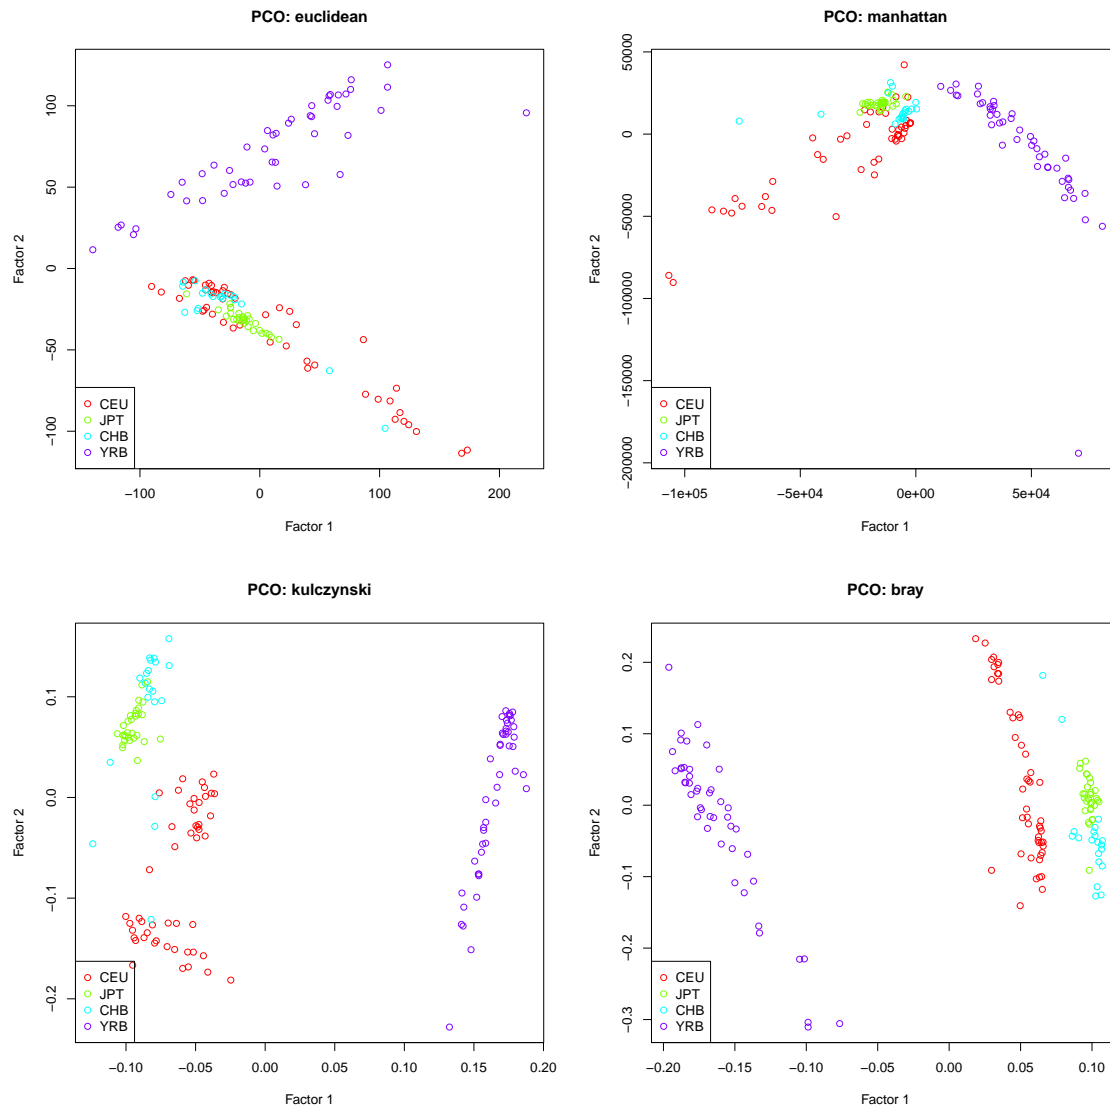 PCO: euclidean
100
50
0
−50
−100
Factor 2
CEU
JPT
CHB
YRB
−100 0 100 200
Factor 1
PCO: manhattan
50000
0
−50000
−100000
−150000
−200000
Factor 2
CEU
JPT
CHB
YRB
−1e+05 −5e+04 0e+00 5e+04
Factor 1
PCO: kulczynski
0.1
0.0
−0.1
−0.2
Factor 2
CEU
JPT
CHB
YRB
−0.10 −0.05 0.00 0.05 0.10 0.15 0.20
Factor 1
PCO: bray
0.2
0.1
0.0
−0.1
−0.2
−0.3
Factor 2
CEU
JPT
CHB
YRB
−0.20 −0.15 −0.10 −0.05 0.00 0.05 0.10
Factor 1